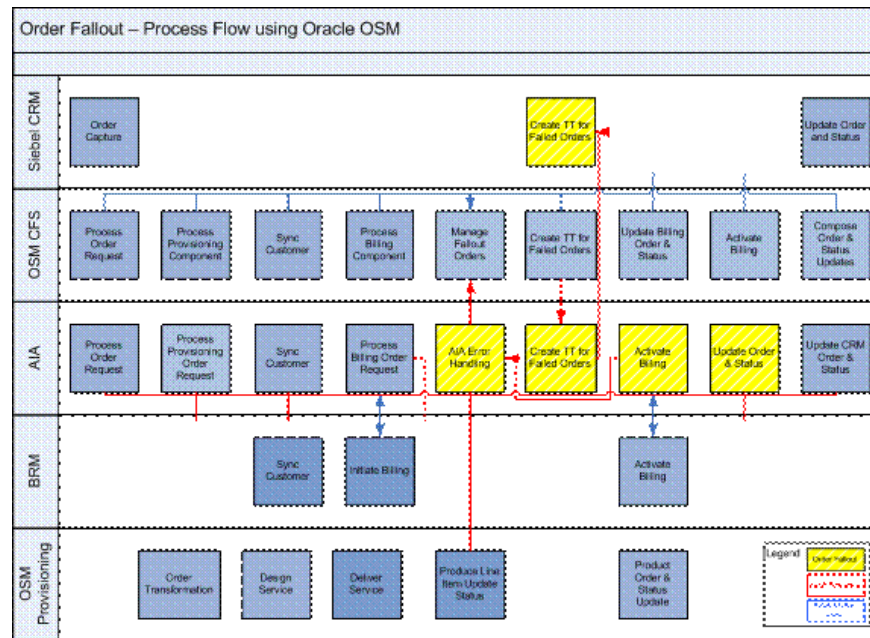 Order Fallout – Process Flow using Oracle OSM
Siebel CRM
Order
Capture
Create TT for
Failed Orders
Update Order
and Status
OSM CFS
Process
Order
Request
Process
Provisioning
Component
Sync
Customer
Process
Billing
Component
Manage
Fallout
Orders
Create TT for
Failed Orders
Update Billing
Order &
Status
Activate
Billing
Compose
Order &
Status
Updates
AIA
Process
Order
Request
Process
Provisioning
Order
Request
Sync
Customer
Process
Billing Order
Request
AIA Error
Handling
Create TT for
Failed Orders
Activate
Billing
Update Order
& Status
Update CRM
Order &
Status
BRM
Sync
Customer
Initiate Billing
Activate
Billing
OSM
Provisioning
Order
Transformation
Design
Service
Deliver
Service
Produce Line
Item Update
Status
Product
Order &
Status
Update
Legend
Order Fallout